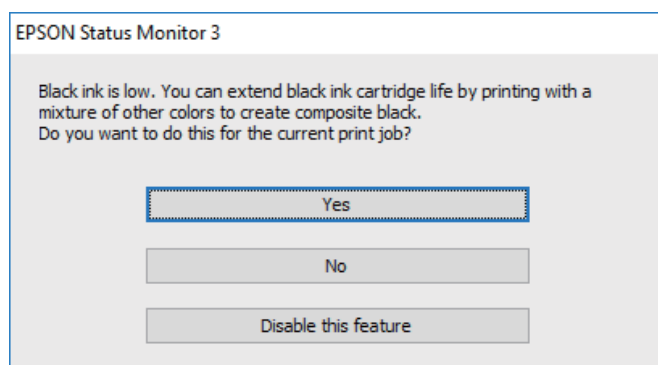 EPSON Status Monitor 3
Black ink is low. You can extend black ink cartridge life by printing with a
mixture of other colors to create composite black.
Do you want to do this for the current print job?
Yes
No
Disable this feature